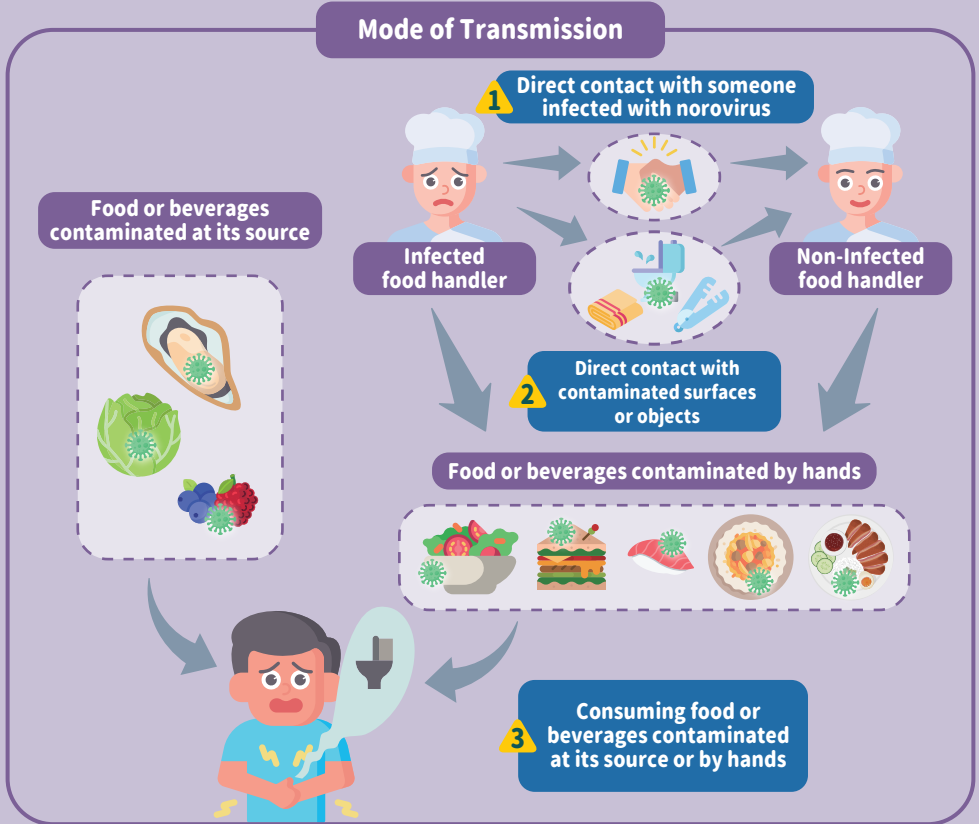 Mode of Transmission
1
Direct contact with someone
infected with norovirus
Food or beverages
contaminated at its source
Infected
food handler
Non-Infected
food handler
2
Direct contact with
contaminated surfaces
or objects
Food or beverages contaminated by hands
3
Consuming food or
beverages contaminated
at its source or by hands